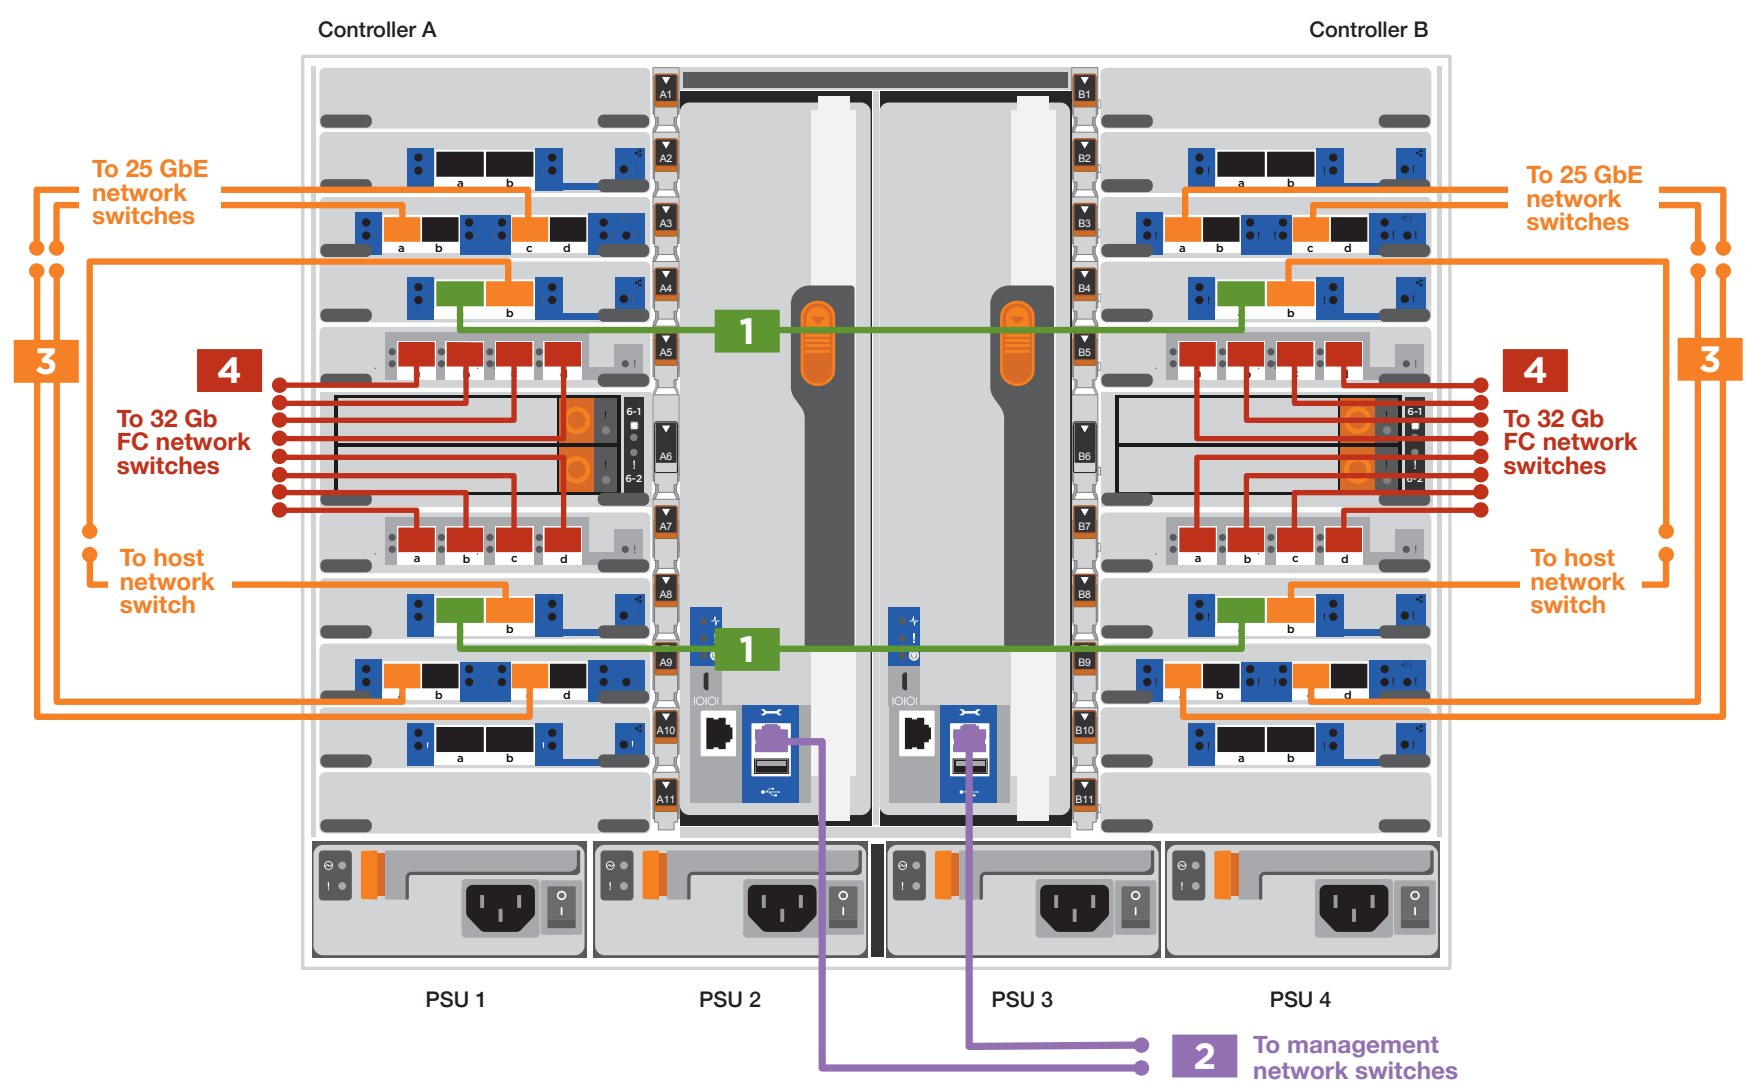 Controller A
Controller B
A1
B1
A2
B2
a b
a b
To 25 GbE
network
switches
To 25 GbE
network
switches
A3
B3
a b c d
a b c d
A4
B4
b
b
1
3
3
A5
B5
4
4
d
To 32 Gb
FC network
switches
To 32 Gb
FC network
switches
6-1
!
6-2
A6
B6
6-1
!
6-2
A7
B7
a b c d
a b c d
To host
network
switch
To host
network
switch
A8
B8
b
b
1
A9
B9
b d
b d
IOIOI
IOIOI
A10
B10
a b
a b
A11
B11
PSU 1
PSU 2
PSU 3
PSU 4
2
To management
network switches